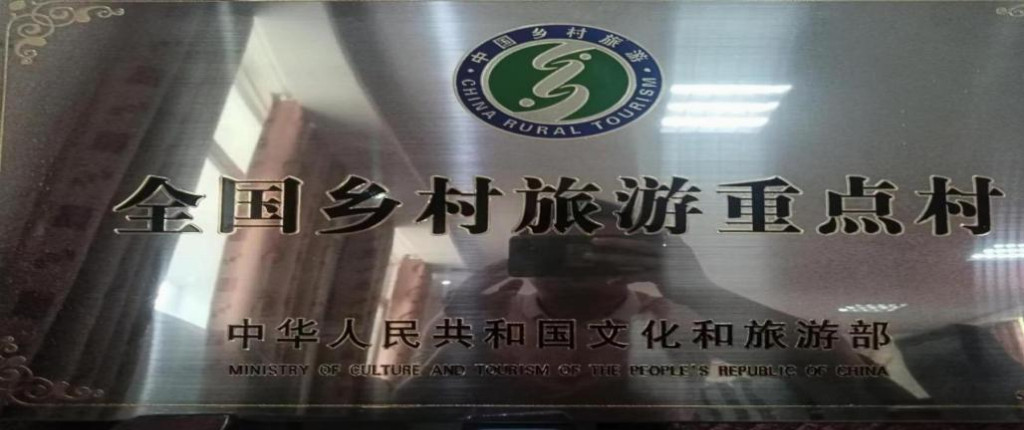 中国乡村旅游
CHINA RURAL TOURISM
全国乡村旅游重点村
中华人民共和国文化和旅游部
MINISTRY OF CULTURE AND TOURISM OF THE PEOPLE'S REPUBLIC OF CHINA